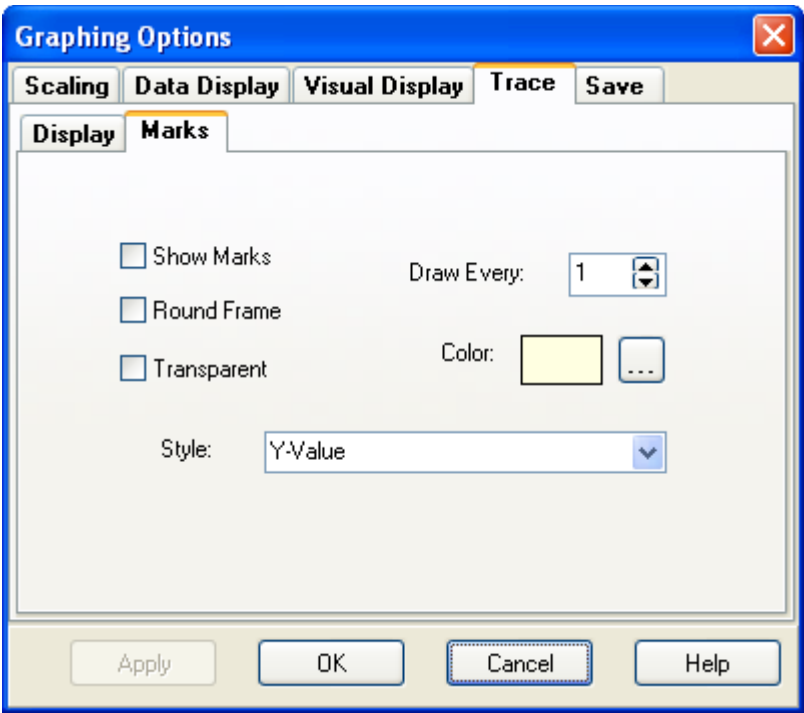 Graphing Options
Scaling Data Display Visual Display Trace Save
Display Marks
Show Marks
Draw Every: 1
Round Frame
Color: ...
Transparent
Style: Y-Value
Apply OK Cancel Help